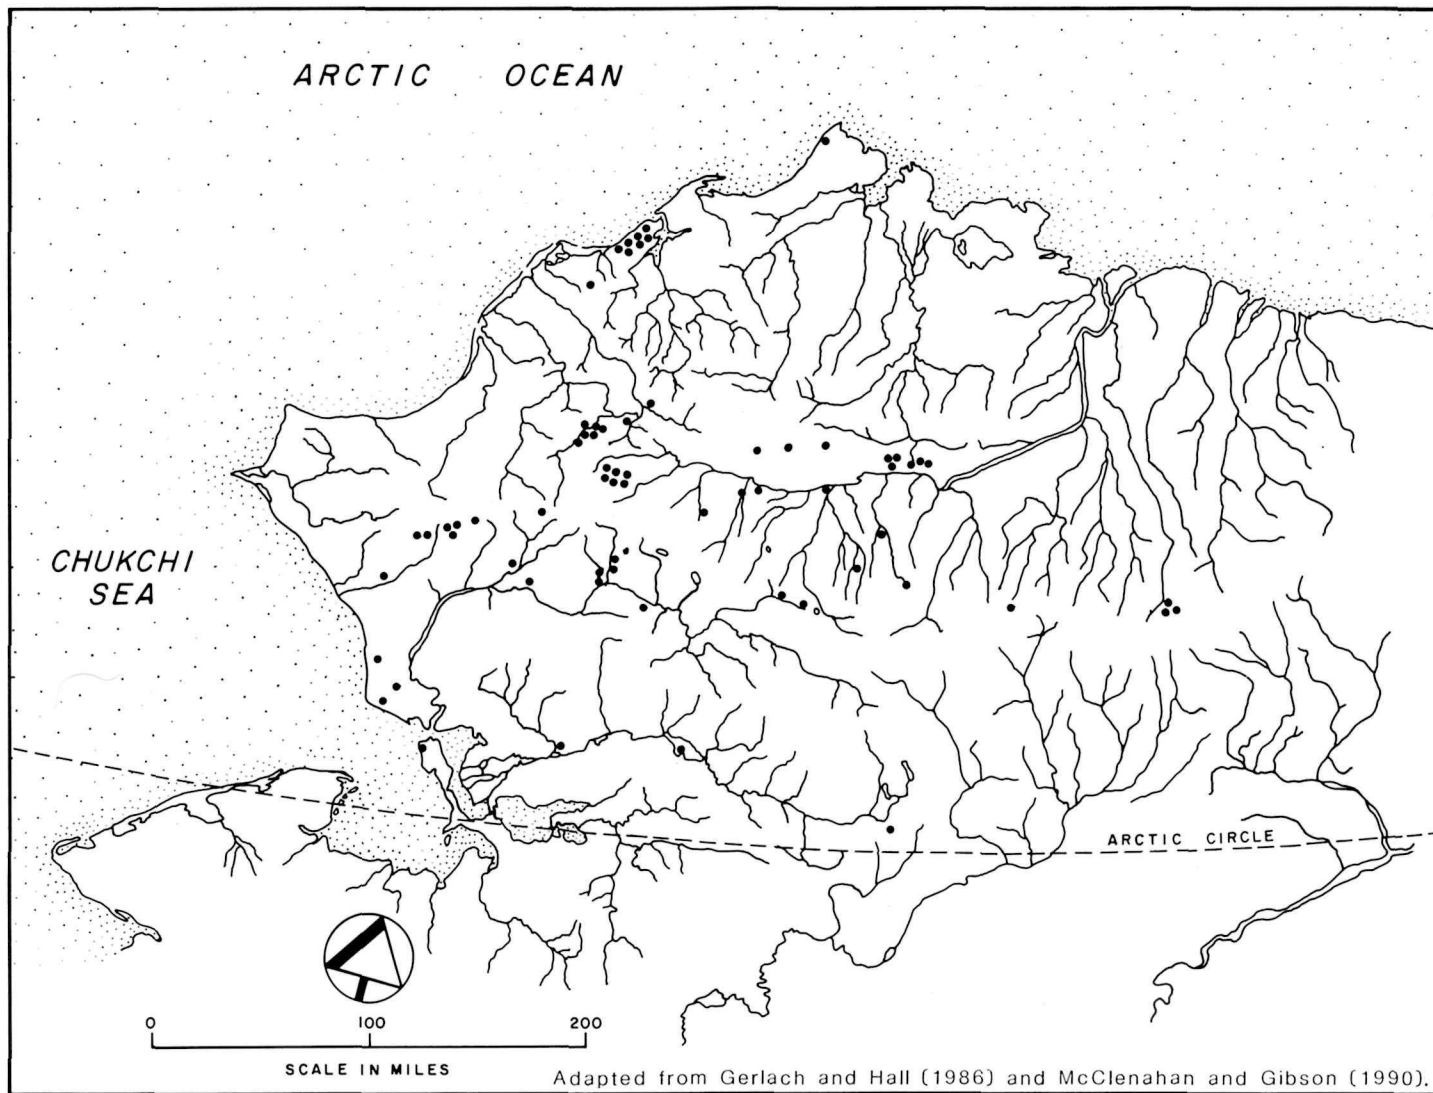 ARCTIC OCEAN
CHUKCHI
SEA
ARCTIC CIRCLE
0 100 200
SCALE IN MILES
Adapted from Gerlach and Hall (1986) and McClenahan and Gibson (1990).